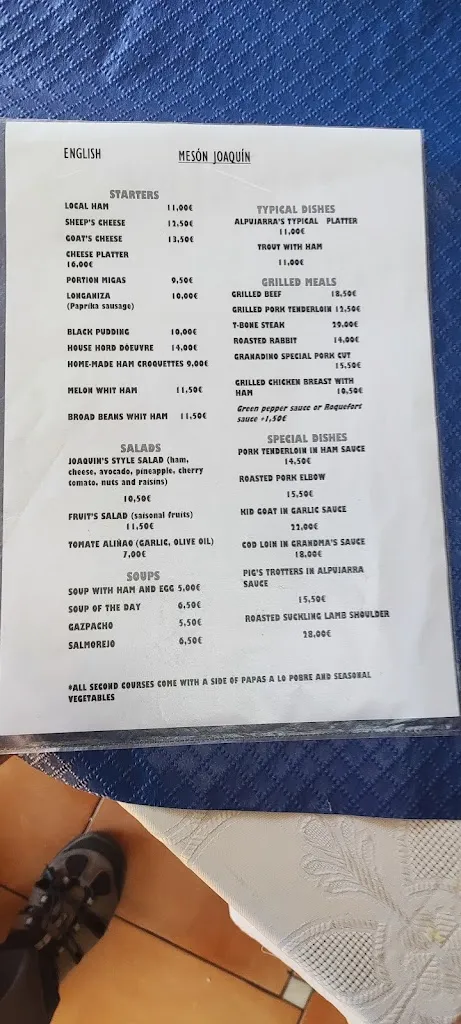 ENGLISH
MESÓN JOAQUÍN
STARTERS
LOCAL HAM 11,00€
SHEEP'S CHEESE 12,50€
GOAT'S CHEESE 13,50€
CHEESE PLATTER
16,00€
PORTION MIGAS 9,50€
LONGANIZA 10,00€
(Paprika sausage)
BLACK PUDDING 10,00€
HOUSE HORD DOEUVRE 14,00€
HOME-MADE HAM CROQUETTES 9,00€
MELON WHIT HAM 11,50€
BROAD BEANS WHIT HAM 11,50€
SALADS
JOAQUIN'S STYLE SALAD (ham,
cheese, avocado, pineapple, cherry
tomato, nuts and raisins)
10,50€
FRUIT'S SALAD (saisonal fruits)
11,50€
TOMATE ALIÑAO (GARLIC, OLIVE OIL)
7,00€
SOUPS
SOUP WITH HAM AND EGG 5,00€
SOUP OF THE DAY 6,50€
GAZPACHO 5,50€
SALMOREJO 6,50€
TYPICAL DISHES
ALPUJARRA'S TYPICAL PLATTER
11,00€
TROUT WITH HAM
11,00€
GRILLED MEALS
GRILLED BEEF 18,50€
GRILLED PORK TENDERLOIN 12,50€
T-BONE STEAK 29,00€
ROASTED RABBIT 14,00€
GRANADINO SPECIAL PORK CUT
15,50€
GRILLED CHICKEN BREAST WITH
HAM 10,50€
Green pepper sauce or Roquefort
sauce +1,50€
SPECIAL DISHES
PORK TENDERLOIN IN HAM SAUCE
14,50€
ROASTED PORK ELBOW
15,50€
KID GOAT IN GARLIC SAUCE
22,00€
COD LOIN IN GRANDMA'S SAUCE
18,00€
PIG'S TROTTERS IN ALPUJARRA
SAUCE
15,50€
ROASTED SUCKLING LAMB SHOULDER
28,00€
*ALL SECOND COURSES COME WITH A SIDE OF PAPAS A LO POBRE AND SEASONAL
VEGETABLES